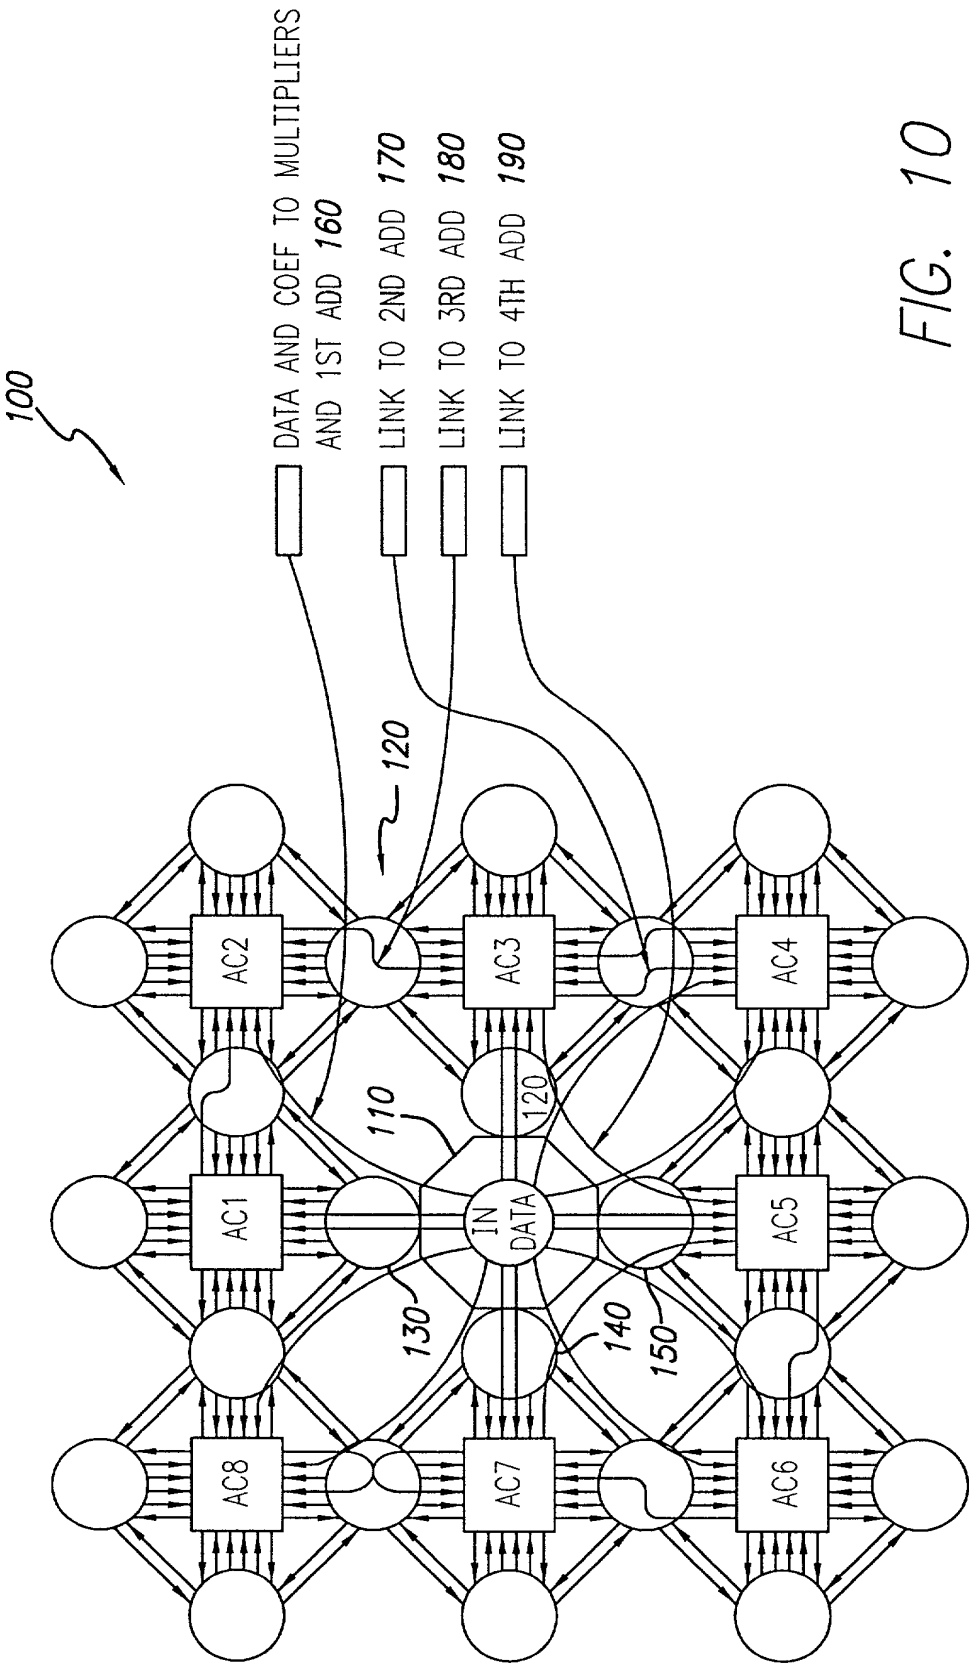 100
DATA AND COEF TO MULTIPLIERS
AND 1ST ADD 160
LINK TO 2ND ADD 170
LINK TO 3RD ADD 180
LINK TO 4TH ADD 190
120
AC8
AC1
AC2
130
110
AC7
IN
DATA
120
AC3
140
150
AC6
AC5
AC4
FIG. 10